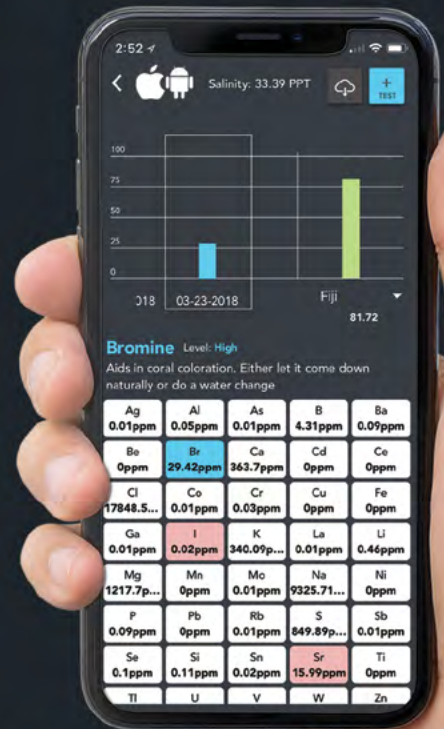 2:52
Salinity: 33.39 PPT
+
TEST
100
75
50
25
0
018 03-23-2018 Fiji
81.72
Bromine Level: High
Aids in coral coloration. Either let it come down
naturally or do a water change
Ag Al As B Ba
0.01ppm 0.05ppm 0.01ppm 4.31ppm 0.09ppm
Be Br Ca Cd Ce
0ppm 29.42ppm 363.7ppm 0ppm 0ppm
Cl Co Cr Cu Fe
17848.5... 0.01ppm 0.03ppm 0ppm 0ppm
Ga I K La Li
0.01ppm 0.02ppm 340.09p... 0.01ppm 0.46ppm
Mg Mn Mo Na Ni
1217.7p... 0ppm 0.01ppm 9325.71... 0ppm
P Pb Rb S Sb
0.09ppm 0ppm 0.01ppm 849.89p... 0.01ppm
Se Si Sn Sr Ti
0.1ppm 0.11ppm 0.02ppm 15.99ppm 0ppm
Tl U V W Zn